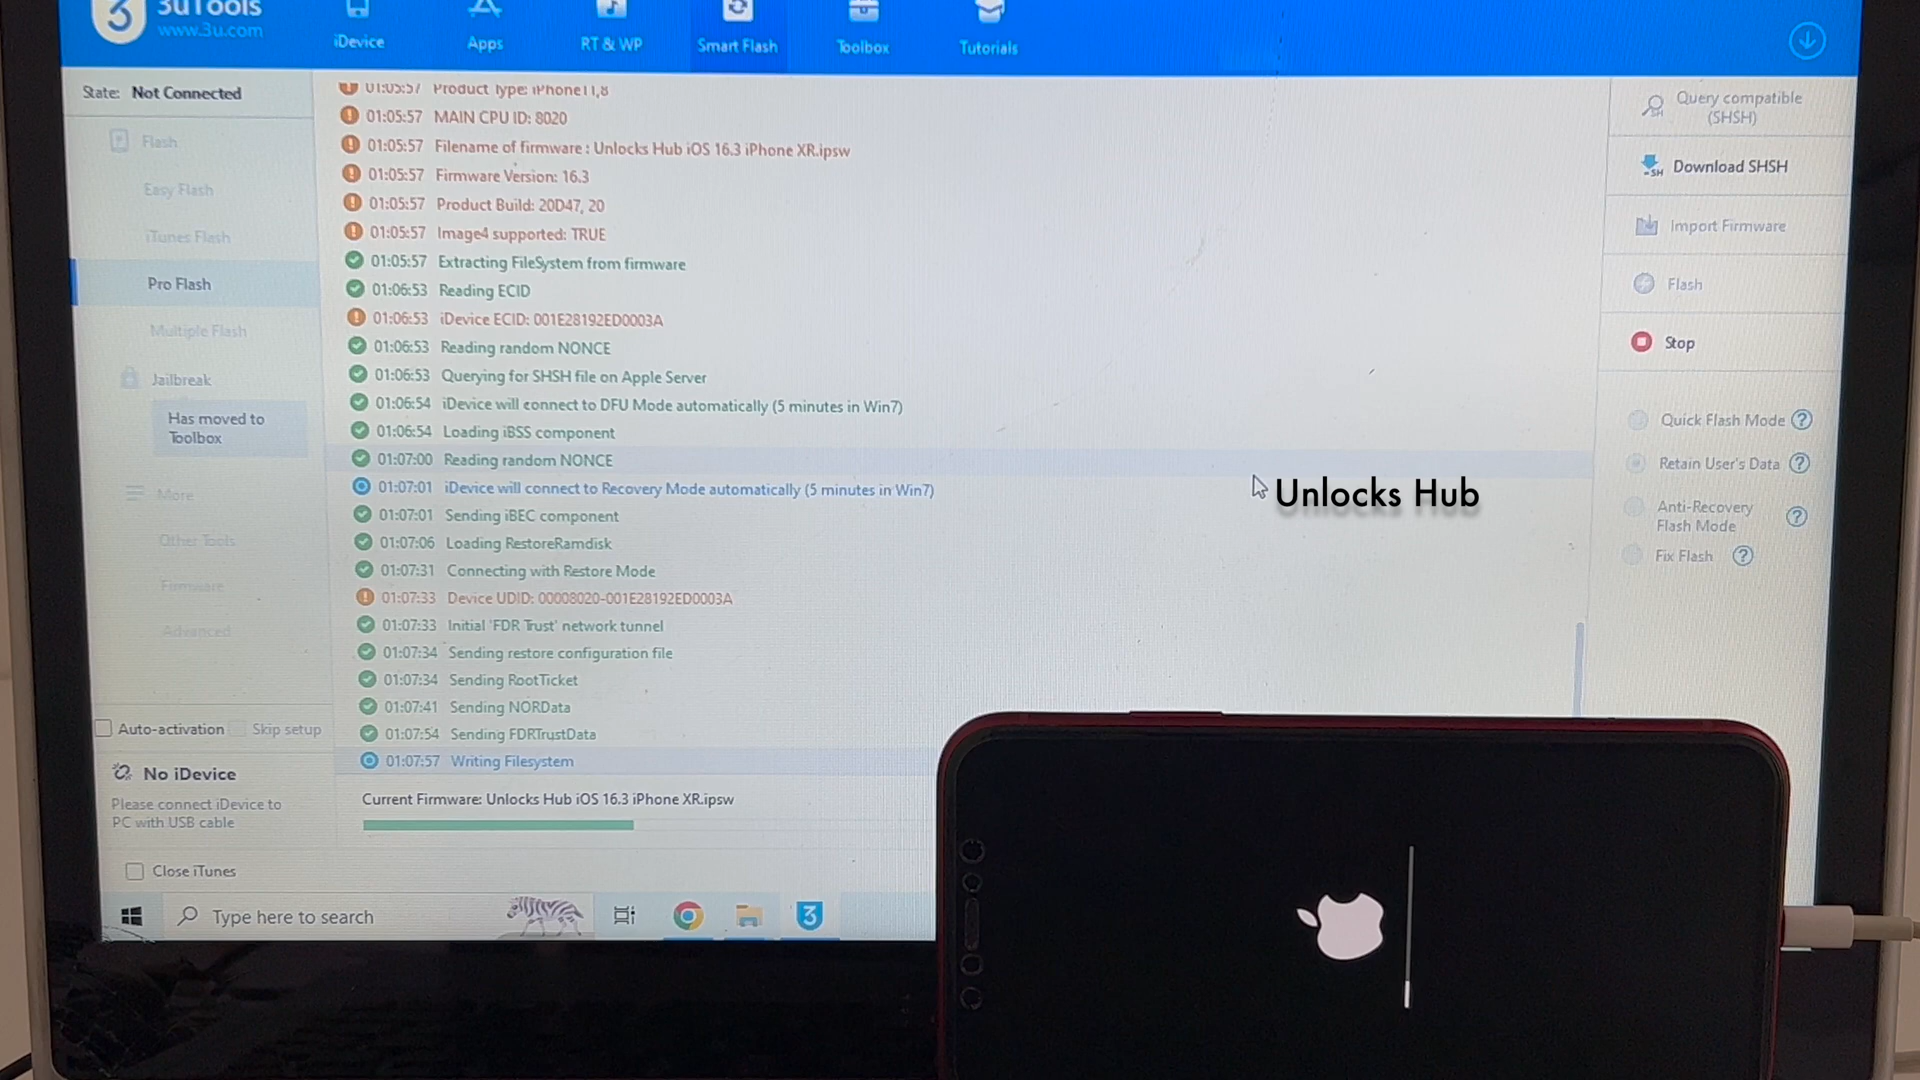 3uTools
www.3u.com
iDevice
Apps
RT & WP
Smart Flash
Toolbox
Tutorials
State: Not Connected
Flash
Easy Flash
iTunes Flash
Pro Flash
Multiple Flash
Jailbreak
Has moved to
Toolbox
More
Other Tools
Firmware
Advanced
Auto-activation
Skip setup
No iDevice
Please connect iDevice to
PC with USB cable
Close iTunes
01:05:57 Product Type: iPhone11,8
01:05:57 MAIN CPU ID: 8020
01:05:57 Filename of firmware : Unlocks Hub iOS 16.3 iPhone XR.ipsw
01:05:57 Firmware Version: 16.3
01:05:57 Product Build: 20D47, 20
01:05:57 Image4 supported: TRUE
01:05:57 Extracting FileSystem from firmware
01:06:53 Reading ECID
01:06:53 iDevice ECID: 001E28192ED0003A
01:06:53 Reading random NONCE
01:06:53 Querying for SHSH file on Apple Server
01:06:54 iDevice will connect to DFU Mode automatically (5 minutes in Win7)
01:06:54 Loading iBSS component
01:07:00 Reading random NONCE
01:07:01 iDevice will connect to Recovery Mode automatically (5 minutes in Win7)
01:07:01 Sending iBEC component
01:07:06 Loading RestoreRamdisk
01:07:31 Connecting with Restore Mode
01:07:33 Device UDID: 00008020-001E28192ED0003A
01:07:33 Initial 'FDR Trust' network tunnel
01:07:34 Sending restore configuration file
01:07:34 Sending RootTicket
01:07:41 Sending NORData
01:07:54 Sending FDRTrustData
01:07:57 Writing Filesystem
Current Firmware: Unlocks Hub iOS 16.3 iPhone XR.ipsw
Query compatible
(SHSH)
Download SHSH
Import Firmware
Flash
Stop
Quick Flash Mode ?
Retain User's Data ?
Anti-Recovery
Flash Mode ?
Fix Flash ?
Unlocks Hub
Type here to search